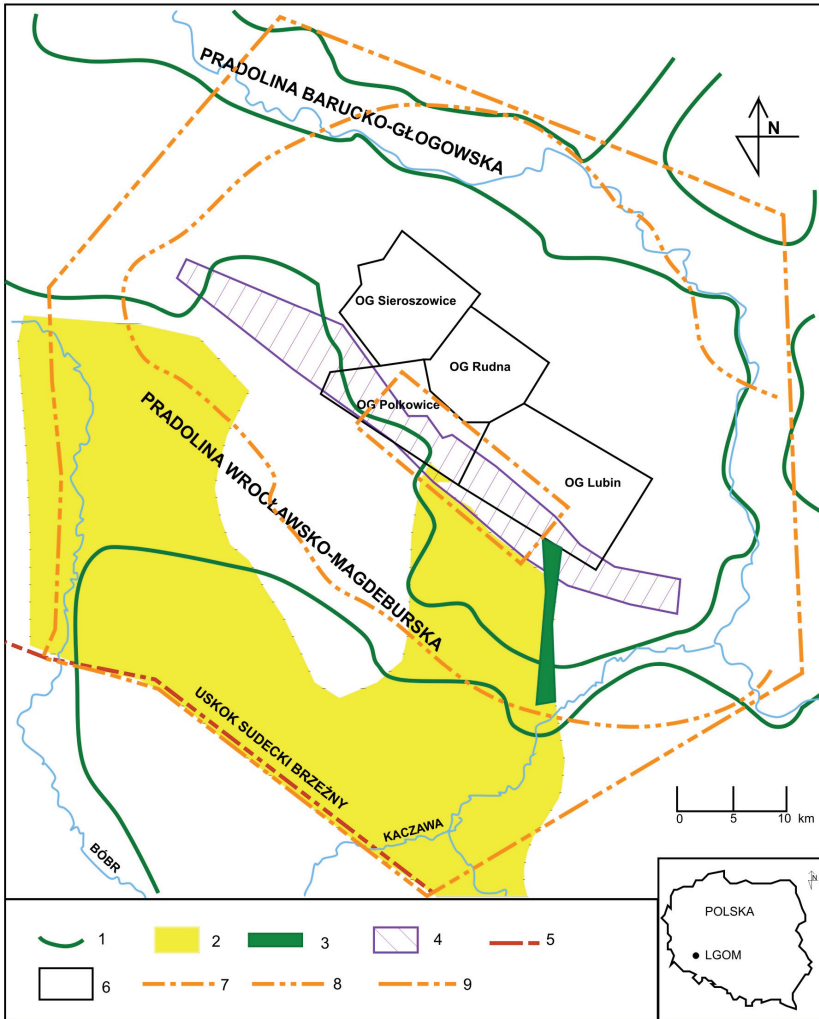 PRADOLINA BARUCKO-GŁOGOWSKA
N
OG Sieroszowice
OG Rudna
OG Polkowice
OG Lubin
PRADOLINA WROCŁAWSKO-MAGDEBURSKA
USKOK SUDECKI BRZEŻNY
KACZAWA
BÓBR
0 5 10 km
1 2 3 4 5
6 7 8 9
N
POLSKA
LGOM